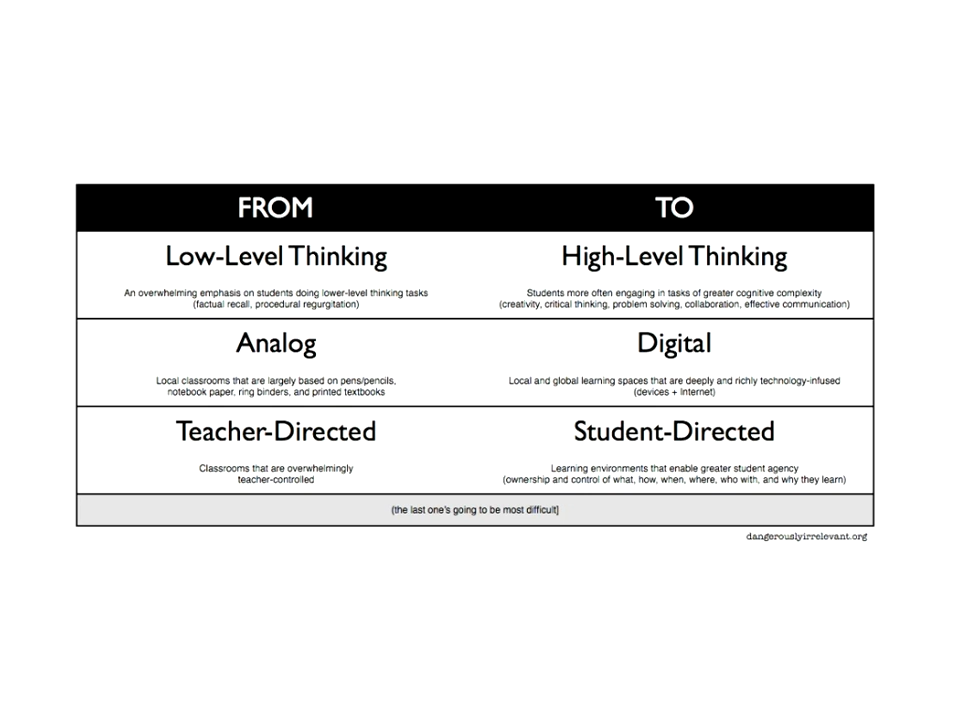 FROM
TO
Low-Level Thinking
High-Level Thinking
An overwhelming emphasis on students doing lower-level thinking tasks
(factual recall, procedural regurgitation)
Students more often engaging in tasks of greater cognitive complexity
(creativity, critical thinking, problem solving, collaboration, effective communication)
Analog
Digital
Local classrooms that are largely based on pens/pencils,
notebook paper, ring binders, and printed textbooks
Local and global learning spaces that are deeply and richly technology-infused
(devices + Internet)
Teacher-Directed
Student-Directed
Classrooms that are overwhelmingly
teacher-controlled
Learning environments that enable greater student agency
(ownership and control of what, how, when, where, who with, and why they learn)
(the last one's going to be most difficult]
dangerouslyirrelevant.org